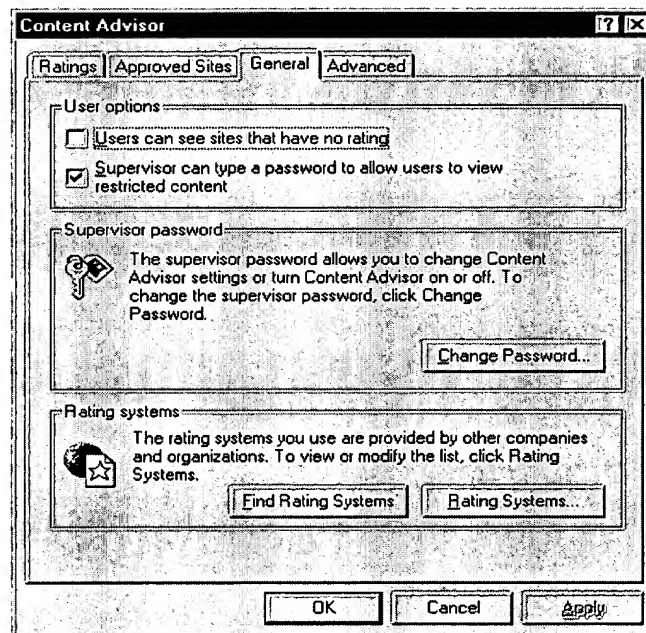 Content Advisor
Ratings Approved Sites General Advanced
User options
Users can see sites that have no rating
Supervisor can type a password to allow users to view
restricted content
Supervisor password
The supervisor password allows you to change Content
Advisor settings or turn Content Advisor on or off. To
change the supervisor password, click Change
Password.
Change Password...
Rating systems
The rating systems you use are provided by other companies
and organizations. To view or modify the list, click Rating
Systems.
Find Rating Systems Rating Systems...
OK Cancel Apply